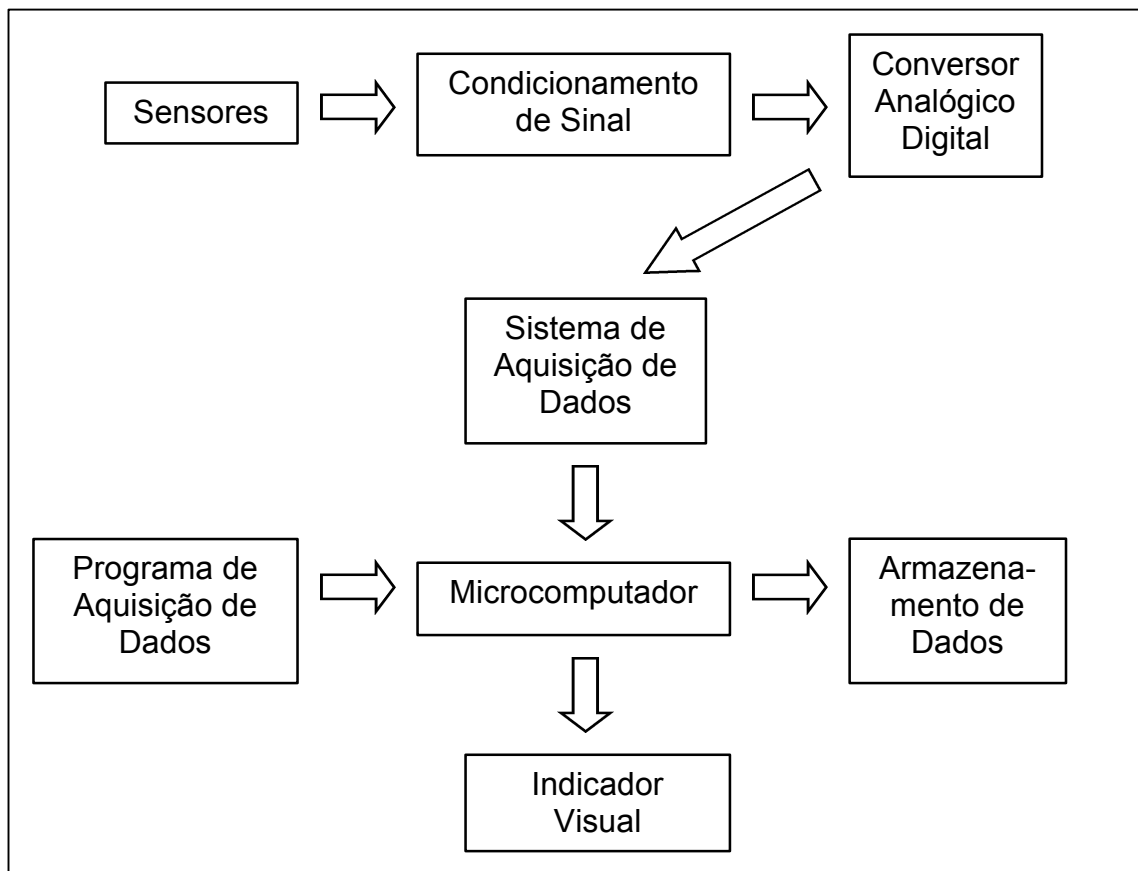 Sensores
Condicionamento
de Sinal
Conversor
Analógico
Digital
Sistema de
Aquisição de
Dados
Programa de
Aquisição de
Dados
Microcomputador
Armazena-
mento de
Dados
Indicador
Visual